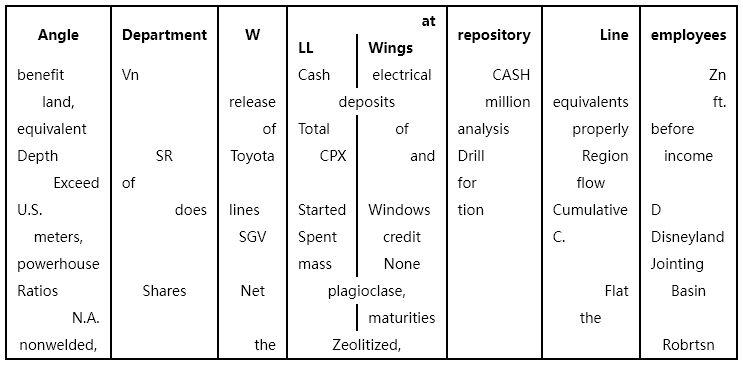 at
Angle Department W LL Wings repository Line employees
benefit Vn Cash electrical CASH Zn
land, release deposits million equivalents ft.
equivalent of Total of analysis properly before
Depth SR Toyota CPX and Drill Region income
Exceed of for flow
U.S. does lines Started Windows tion Cumulative D
meters, SGV Spent credit C. Disneyland
powerhouse mass None Jointing
Ratios Shares Net plagioclase, Flat Basin
N.A. maturities the
nonwelded, the Zeolitized, Robrtsn